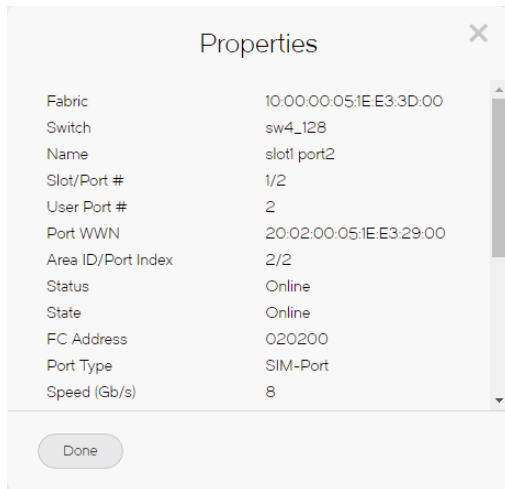 Properties
Fabric 10:00:00:05:1E:E3:3D:00
Switch sw4_128
Name slot1 port2
Slot/Port # 1/2
User Port # 2
Port WWN 20:02:00:05:1E:E3:29:00
Area ID/Port Index 2/2
Status Online
State Online
FC Address 020200
Port Type SIM-Port
Speed (Gb/s) 8
Done